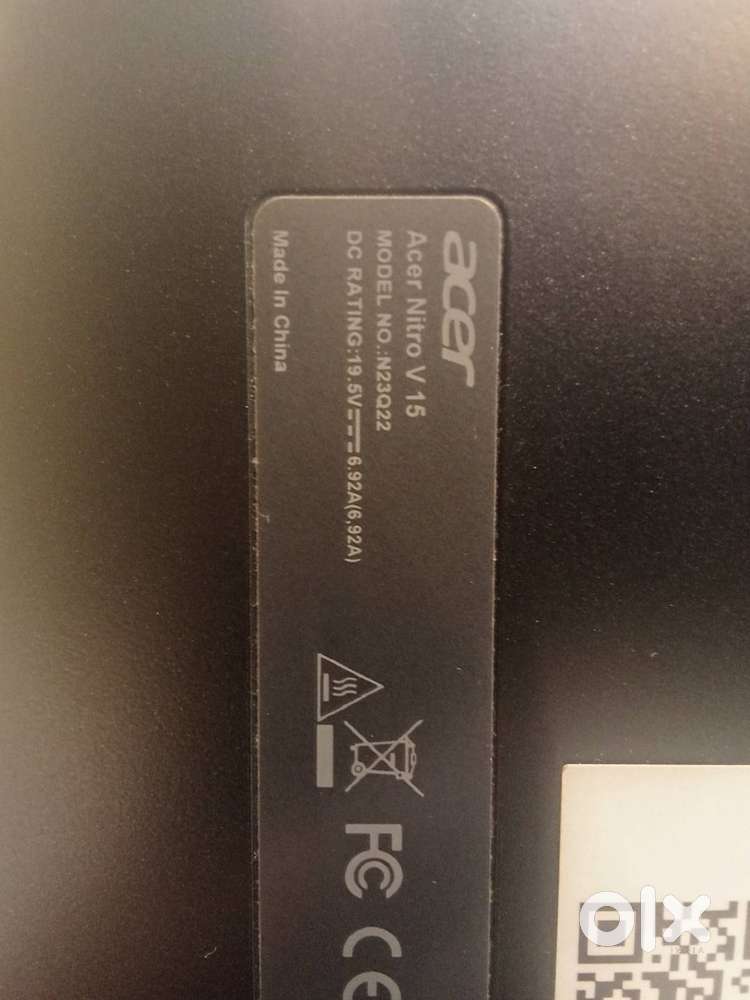 acer
Acer Nitro V 15
MODEL NO.:N23Q22
DC RATING:19.5V⎓6.92A(6,92A)
Made In China
FC
CE
olx